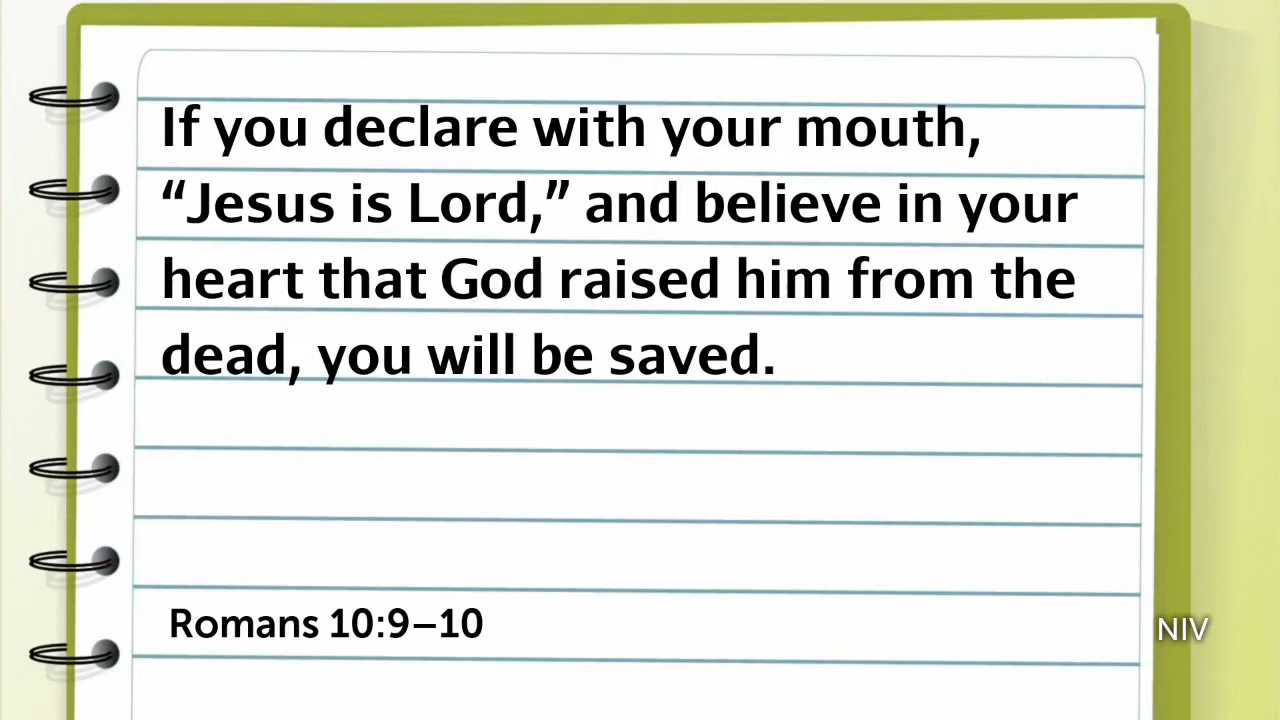 If you declare with your mouth,
“Jesus is Lord,” and believe in your
heart that God raised him from the
dead, you will be saved.
Romans 10:9–10
NIV